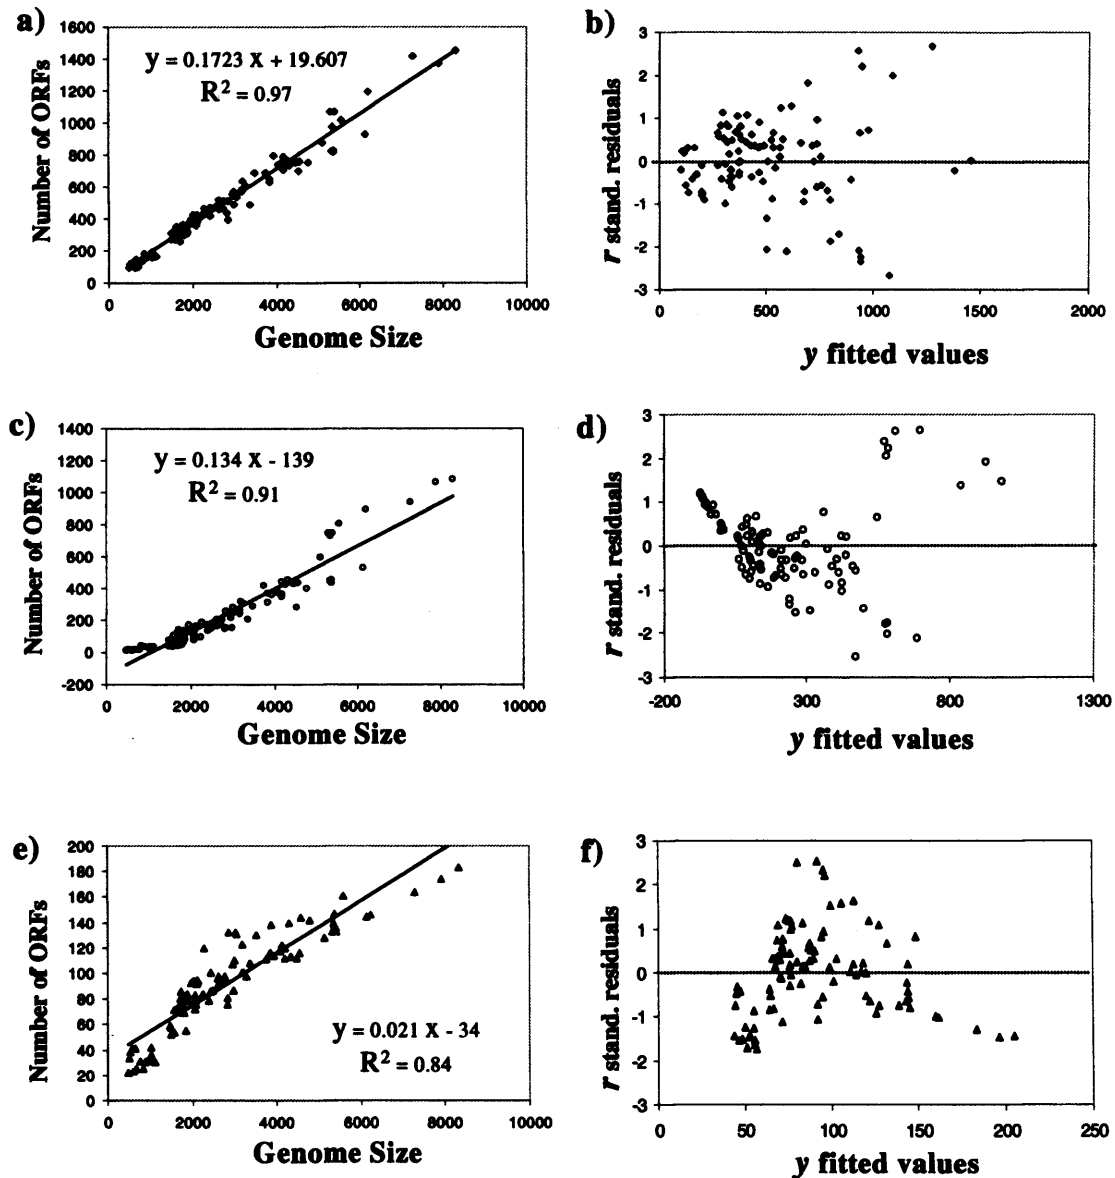 a)
Number of ORFs
1600
1400
1200
1000
800
600
400
200
0
y = 0.1723 x + 19.607
R² = 0.97
0 2000 4000 6000 8000 10000
Genome Size
b)
r stand. residuals
3
2
1
0
-1
-2
-3
0 500 1000 1500 2000
y fitted values
c)
Number of ORFs
1400
1200
1000
800
600
400
200
0
-200
y = 0.134 x - 139
R² = 0.91
0 2000 4000 6000 8000 10000
Genome Size
d)
r stand. residuals
3
2
1
0
-1
-2
-3
-200 300 800 1300
y fitted values
e)
Number of ORFs
200
180
160
140
120
100
80
60
40
20
0
y = 0.021 x - 34
R² = 0.84
0 2000 4000 6000 8000 10000
Genome Size
f)
r stand. residuals
3
2
1
0
-1
-2
-3
0 50 100 150 200 250
y fitted values